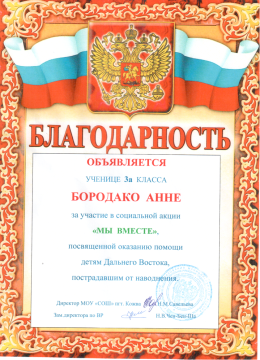 БЛАГОДАРНОСТЬ
ОБЪЯВЛЯЕТСЯ
УЧЕНИЦЕ 3а КЛАССА
БОРОДАКО АННЕ
за участие в социальной акции
«МЫ ВМЕСТЕ»,
посвященной оказанию помощи
детям Дальнего Востока,
пострадавшим от наводнения.
Директор МОУ «СОШ» пст.
Зам директора по ВР